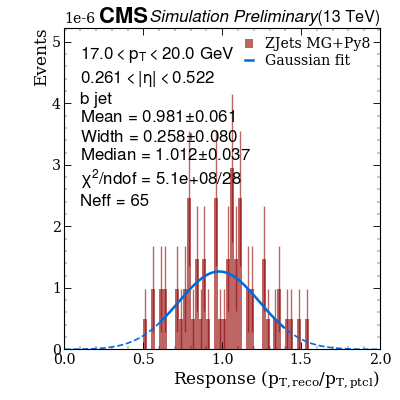 1e-6 CMS Simulation Preliminary (13 TeV)
Events
17.0 < pT < 20.0 GeV
0.261 < |η| < 0.522
b jet
Mean = 0.981±0.061
Width = 0.258±0.080
Median = 1.012±0.037
χ²/ndof = 5.1e+08/28
Neff = 65
ZJets MG+Py8
Gaussian fit
5
4
3
2
1
0
0.0 0.5 1.0 1.5 2.0
Response (pT,reco/pT,ptcl)